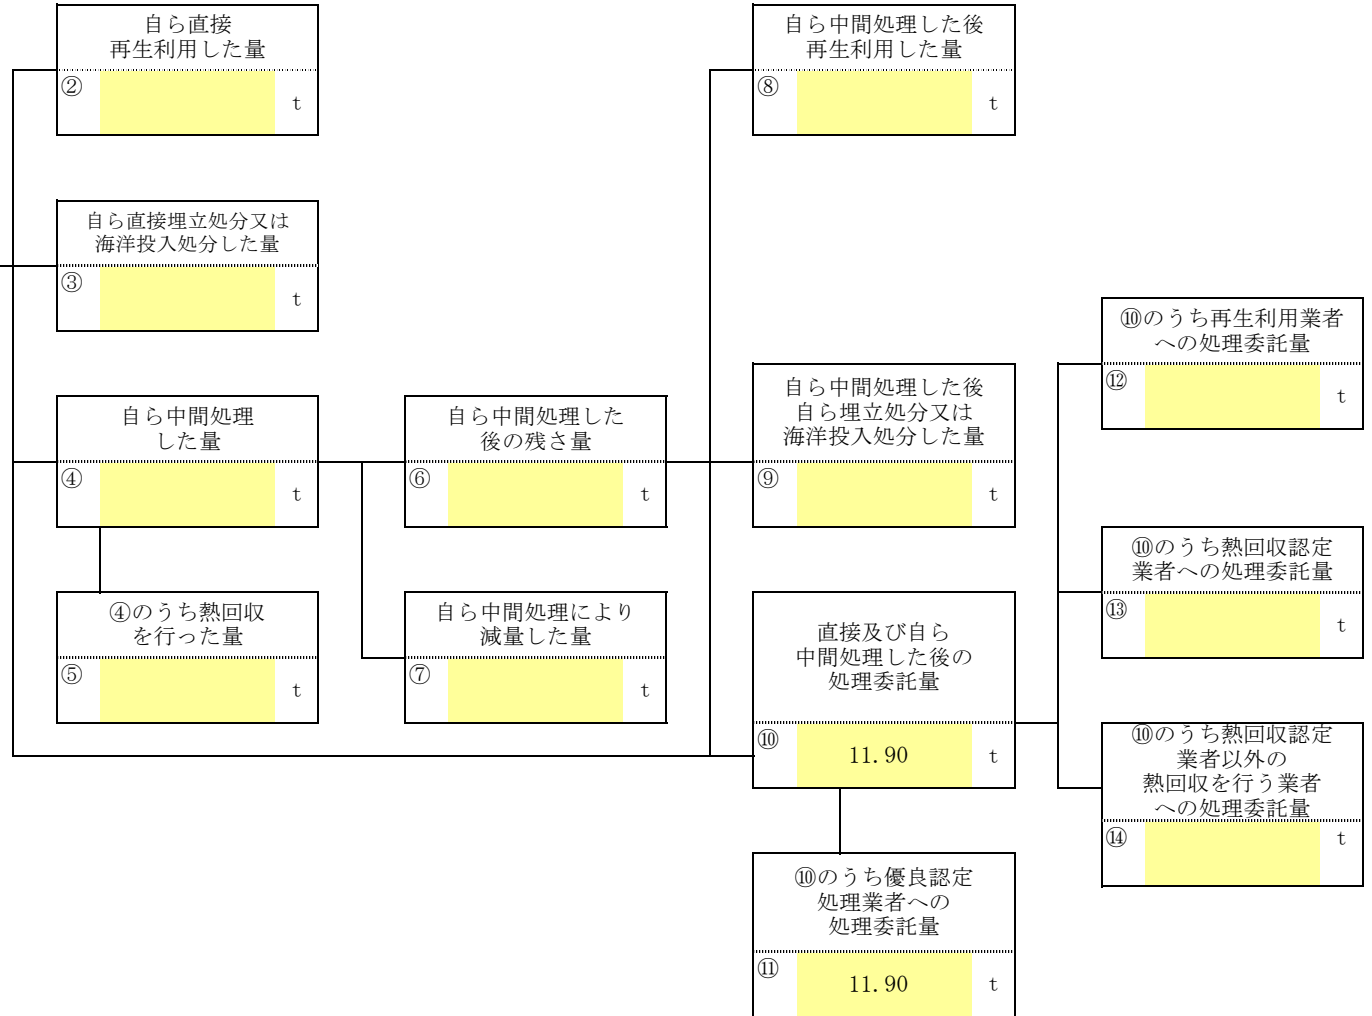 自ら直接
再生利用した量
②
t
自ら直接埋立処分又は
海洋投入処分した量
③
t
自ら中間処理
した量
④
t
④のうち熱回収
を行った量
⑤
t
自ら中間処理した
後の残さ量
⑥
t
自ら中間処理により
減量した量
⑦
t
自ら中間処理した後
再生利用した量
⑧
t
自ら中間処理した後
自ら埋立処分又は
海洋投入処分した量
⑨
t
直接及び自ら
中間処理した後の
処理委託量
⑩ 11.90 t
⑩のうち優良認定
処理業者への
処理委託量
⑪ 11.90 t
⑩のうち再生利用業者
への処理委託量
⑫
t
⑩のうち熱回収認定
業者への処理委託量
⑬
t
⑩のうち熱回収認定
業者以外の
熱回収を行う業者
への処理委託量
⑭
t